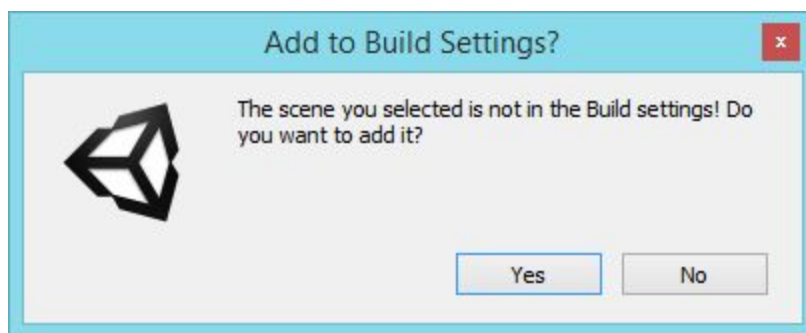 Add to Build Settings?
x
The scene you selected is not in the Build settings! Do
you want to add it?
Yes
No